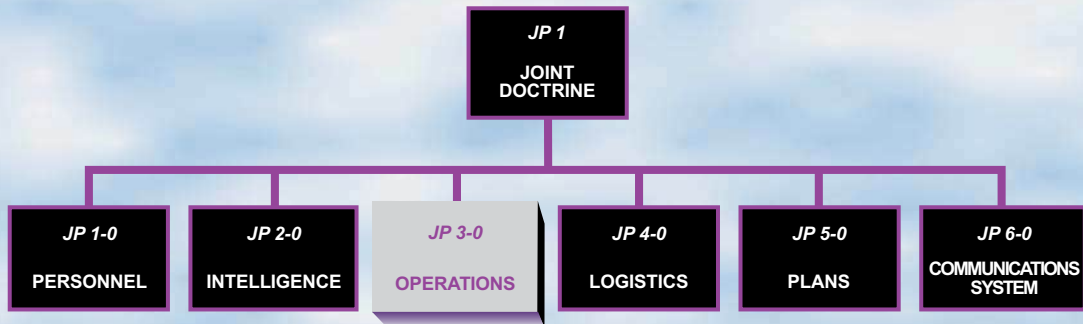 JP 1
JOINT
DOCTRINE
JP 1-0
PERSONNEL
JP 2-0
INTELLIGENCE
JP 3-0
OPERATIONS
JP 4-0
LOGISTICS
JP 5-0
PLANS
JP 6-0
COMMUNICATIONS
SYSTEM